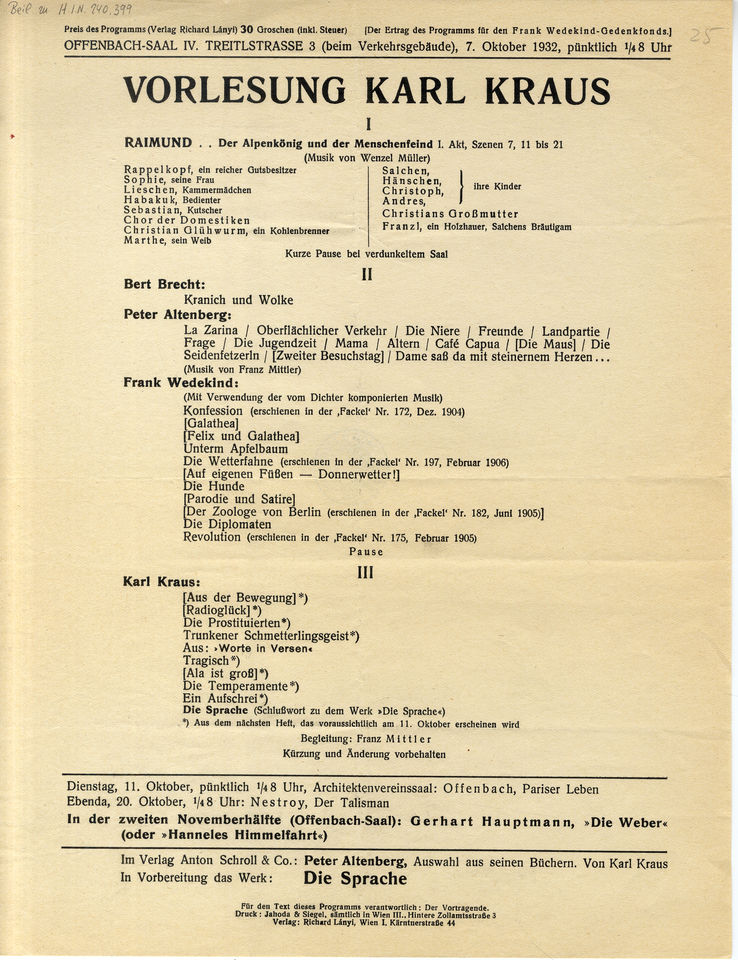 Beil zu H.I.N. 240.399
25
Preis des Programms (Verlag Richard Lányi) 30 Groschen (inkl. Steuer) [Der Ertrag des Programms für den Frank Wedekind-Gedenkfonds.]
OFFENBACH-SAAL IV. TREITLSTRASSE 3 (beim Verkehrsgebäude), 7. Oktober 1932, pünktlich 1/48 Uhr
VORLESUNG KARL KRAUS
I
RAIMUND . . Der Alpenkönig und der Menschenfeind I. Akt, Szenen 7, 11 bis 21
(Musik von Wenzel Müller)
Rappelkopf, ein reicher Gutsbesitzer
Sophie, seine Frau
Lieschen, Kammermädchen
Habakuk, Bedienter
Sebastian, Kutscher
Chor der Domestiken
Christian Glühwurm, ein Kohlenbrenner
Marthe, sein Weib
Salchen,
Hänschen,
Christoph,
Andres,
ihre Kinder
Christians Großmutter
Franzl, ein Holzhauer, Salchens Bräutigam
Kurze Pause bei verdunkeltem Saal
II
Bert Brecht:
Kranich und Wolke
Peter Altenberg:
La Zarina / Oberflächlicher Verkehr / Die Niere / Freunde / Landpartie /
Frage / Die Jugendzeit / Mama / Altern / Café Capua / [Die Maus] / Die
Seidenfetzerln / [Zweiter Besuchstag] / Dame saß da mit steinernem Herzen ...
(Musik von Franz Mittler)
Frank Wedekind:
(Mit Verwendung der vom Dichter komponierten Musik)
Konfession (erschienen in der ‚Fackel‘ Nr. 172, Dez. 1904)
[Galathea]
[Felix und Galathea]
Unterm Apfelbaum
Die Wetterfahne (erschienen in der ‚Fackel‘ Nr. 197, Februar 1906)
[Auf eigenen Füßen — Donnerwetter!]
Die Hunde
[Parodie und Satire]
[Der Zoologe von Berlin (erschienen in der ‚Fackel‘ Nr. 182, Juni 1905)]
Die Diplomaten
Revolution (erschienen in der ‚Fackel‘ Nr. 175, Februar 1905)
Pause
III
Karl Kraus:
[Aus der Bewegung]*)
[Radioglück]*)
Die Prostituierten*)
Trunkener Schmetterlingsgeist*)
Aus: »Worte in Versen«
Tragisch*)
[Ala ist groß]*)
Die Temperamente*)
Ein Aufschrei*)
Die Sprache (Schlußwort zu dem Werk »Die Sprache«)
*) Aus dem nächsten Heft, das voraussichtlich am 11. Oktober erscheinen wird
Begleitung: Franz Mittler
Kürzung und Änderung vorbehalten
Dienstag, 11. Oktober, pünktlich 1/48 Uhr, Architektenvereinssaal: Offenbach, Pariser Leben
Ebenda, 20. Oktober, 1/48 Uhr: Nestroy, Der Talisman
In der zweiten Novemberhälfte (Offenbach-Saal): Gerhart Hauptmann, »Die Weber«
(oder »Hanneles Himmelfahrt«)
Im Verlag Anton Schroll & Co.: Peter Altenberg, Auswahl aus seinen Büchern. Von Karl Kraus
In Vorbereitung das Werk: Die Sprache
Für den Text dieses Programms verantwortlich: Der Vortragende.
Druck: Jahoda & Siegel, sämtlich in Wien III., Hintere Zollamtsstraße 3
Verlag: Richard Lányi, Wien I. Kärntnerstraße 44